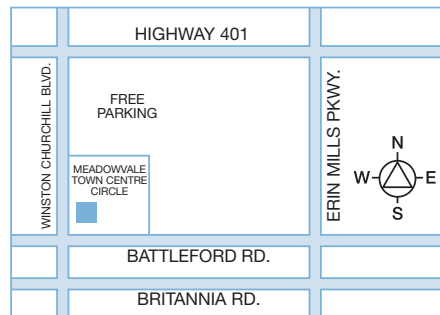 HIGHWAY 401
WINSTON CHURCHILL BLVD.
FREE
PARKING
MEADOWVALE
TOWN CENTRE
CIRCLE
ERIN MILLS PKWY.
N
W
E
S
BATTLEFORD RD.
BRITANNIA RD.